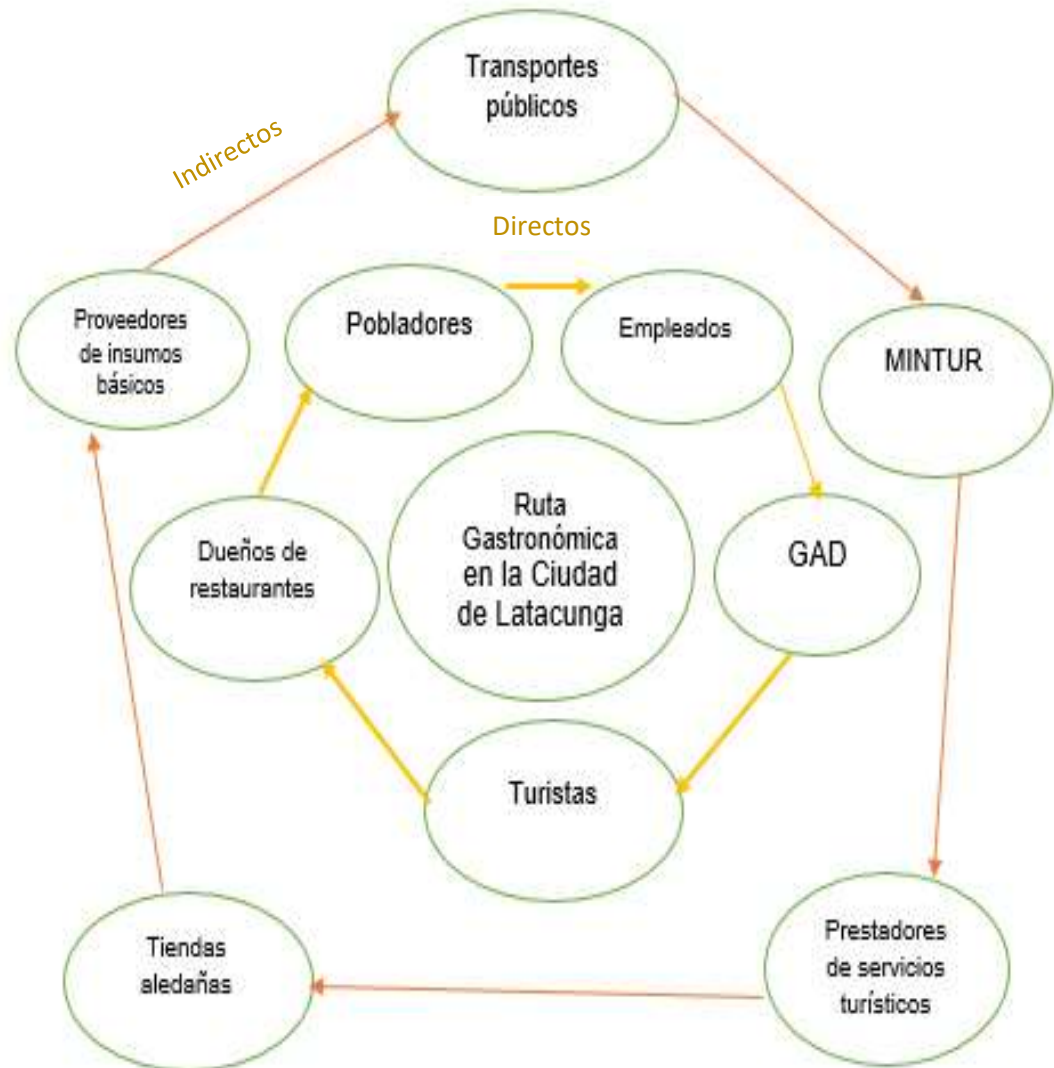 Transportes
públicos
Indirectos
Directos
Proveedores
de insumos
básicos
Pobladores
Empleados
MINTUR
Dueños de
restaurantes
Ruta
Gastronómica
en la Ciudad
de Latacunga
GAD
Turistas
Tiendas
aledañas
Prestadores
de servicios
turísticos